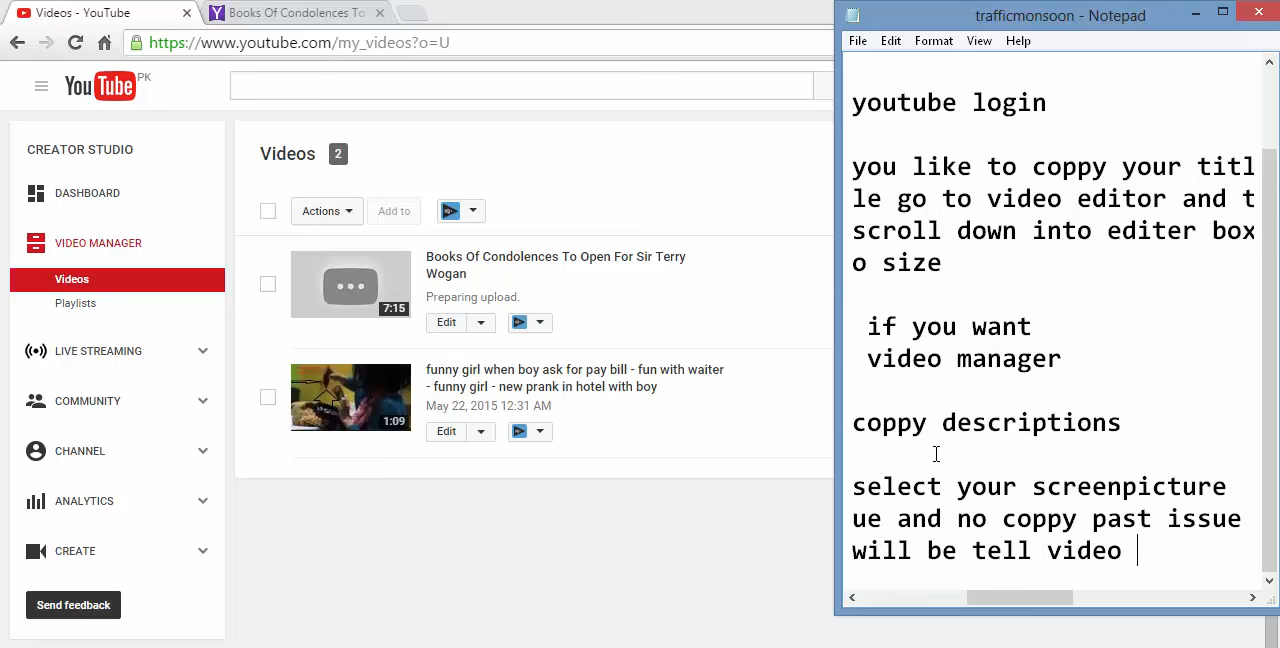 Videos - YouTube
Books Of Condolences To
https://www.youtube.com/my_videos?o=U
You Tube PK
CREATOR STUDIO
DASHBOARD
VIDEO MANAGER
Videos
Playlists
LIVE STREAMING
COMMUNITY
CHANNEL
ANALYTICS
CREATE
Send feedback
Videos 2
Actions Add to
Books Of Condolences To Open For Sir Terry
Wogan
Preparing upload.
7:15
Edit
funny girl when boy ask for pay bill - fun with waiter
- funny girl - new prank in hotel with boy
May 22, 2015 12:31 AM
1:09
Edit
trafficmonsoon - Notepad
File Edit Format View Help
youtube login
you like to coppy your titl
le go to video editor and t
scroll down into editer box
o size
if you want
video manager
coppy descriptions
select your screenpicture
ue and no coppy past issue
will be tell video